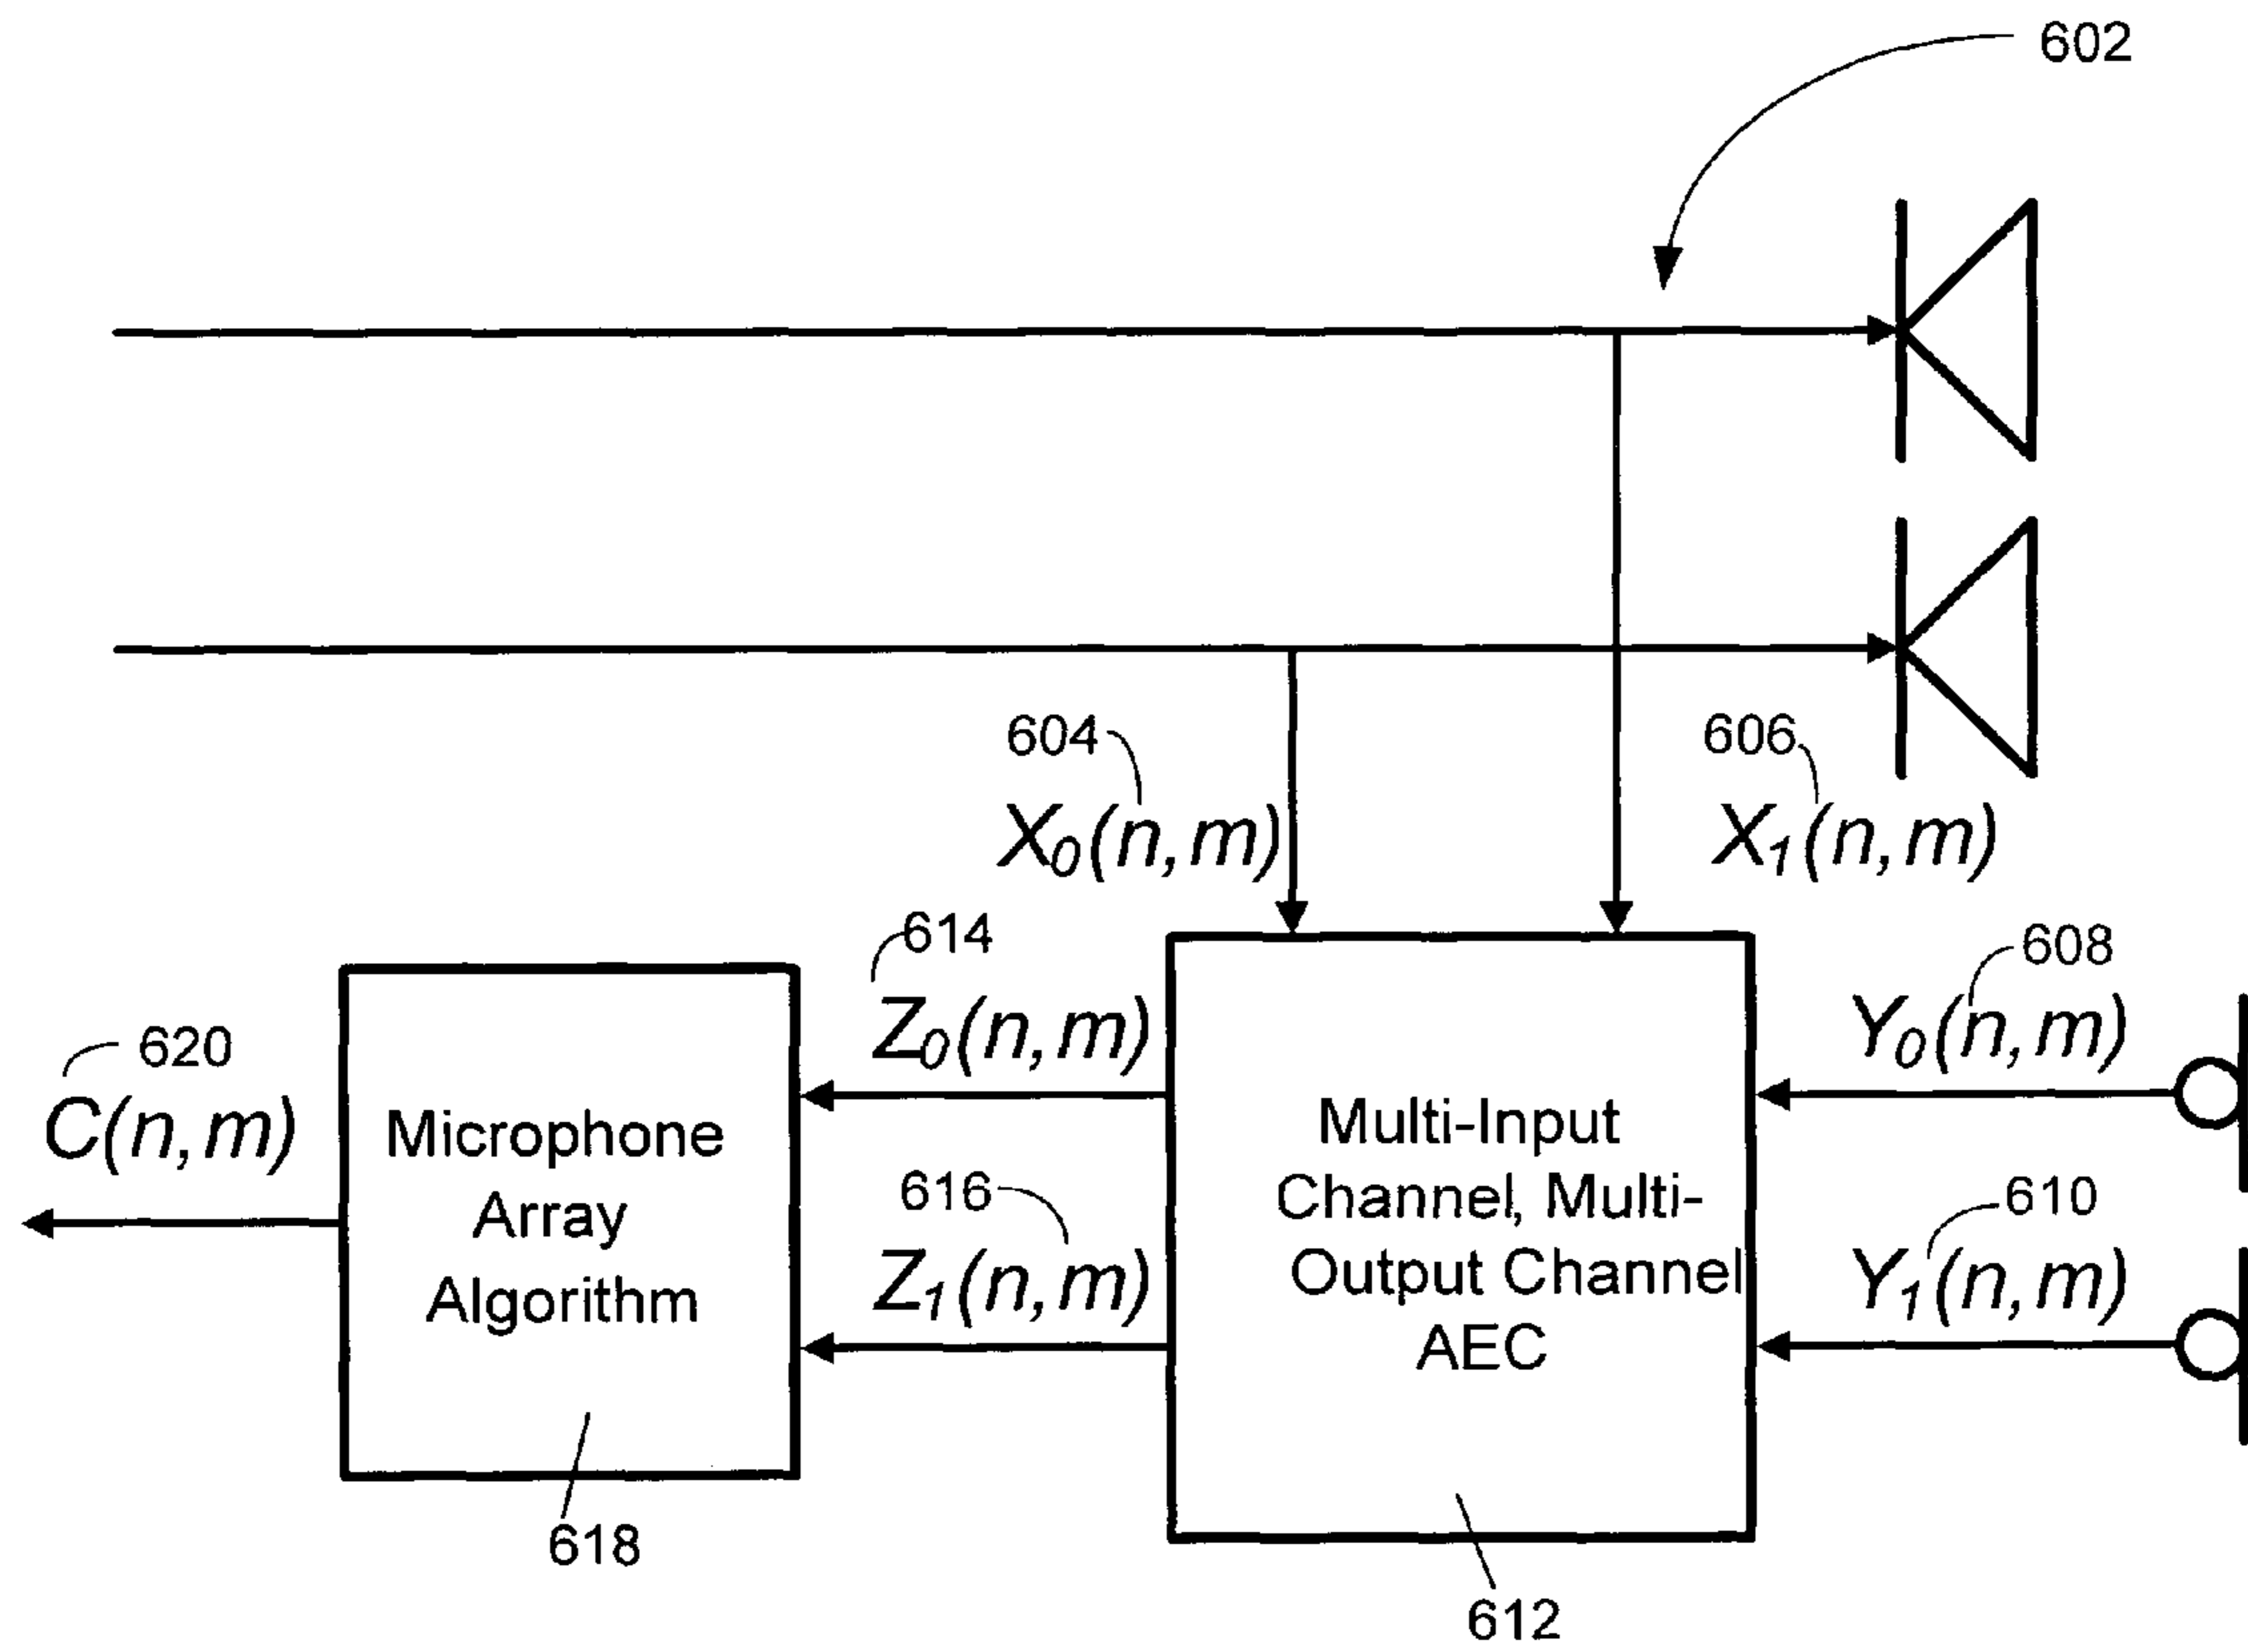 602
604
606
X₀(n,m)
X₁(n,m)
614
608
Z₀(n,m)
Y₀(n,m)
620
C(n,m)
Microphone
Array
Algorithm
616
Z₁(n,m)
Multi-Input
Channel, Multi-
Output Channel
AEC
610
Y₁(n,m)
618
612